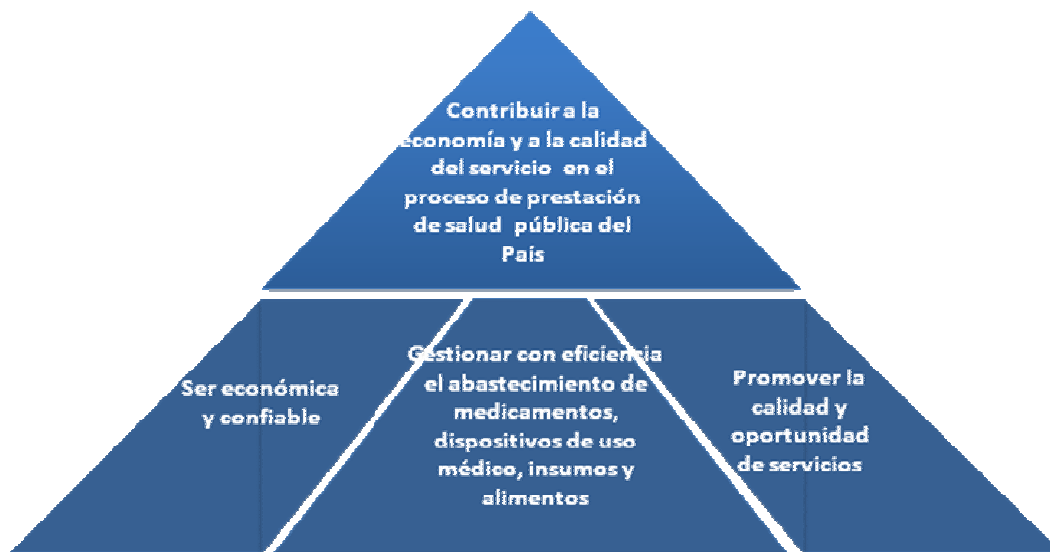 Contribuir a la
economía y a la calidad
del servicio en el
proceso de prestación
de salud pública del
País
Ser económica
y confiable
Gestionar con eficiencia
el abastecimiento de
medicamentos,
dispositivos de uso
médico, insumos y
alimentos
Promover la
calidad y
oportunidad
de servicios